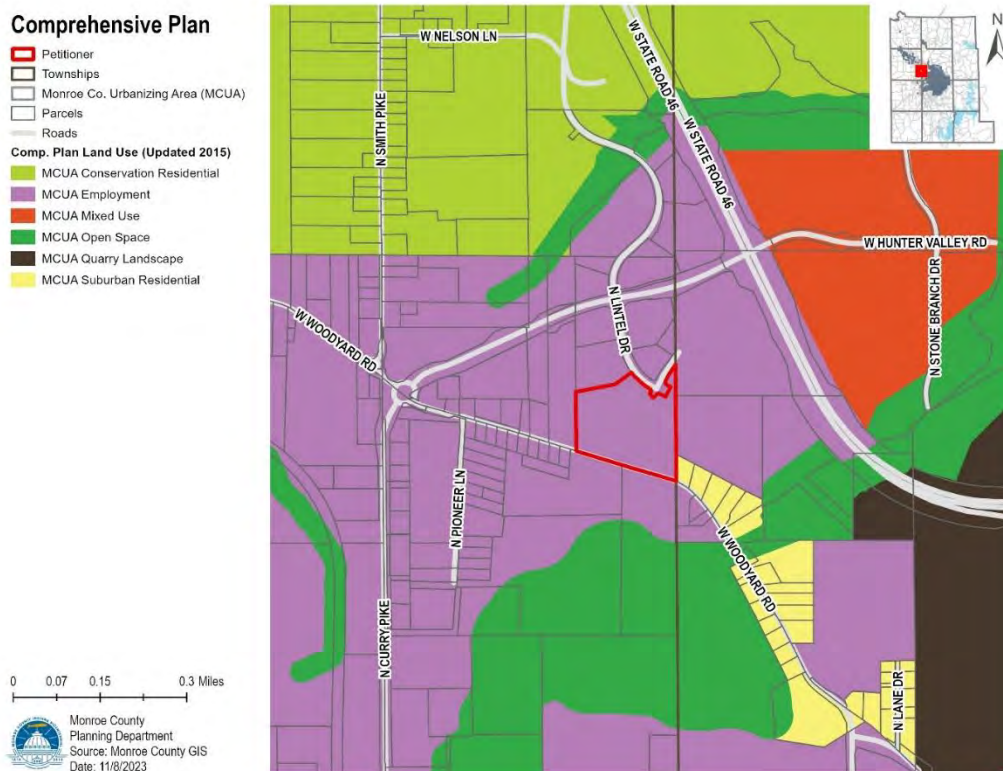 Comprehensive Plan
Petitioner
Townships
Monroe Co. Urbanizing Area (MCUA)
Parcels
Roads
Comp. Plan Land Use (Updated 2015)
MCUA Conservation Residential
MCUA Employment
MCUA Mixed Use
MCUA Open Space
MCUA Quarry Landscape
MCUA Suburban Residential
0 0.07 0.15 0.3 Miles
Monroe County
Planning Department
Source: Monroe County GIS
Date: 11/8/2023
N
W NELSON LN
N SMITH PIKE
W STATE ROAD 46
W STATE ROAD 46
W HUNTER VALLEY RD
N LINTEL DR
N STONE BRANCH DR
W WOODYARD RD
N PIONEER LN
N CURRY PIKE
W WOODYARD RD
N LANE DR